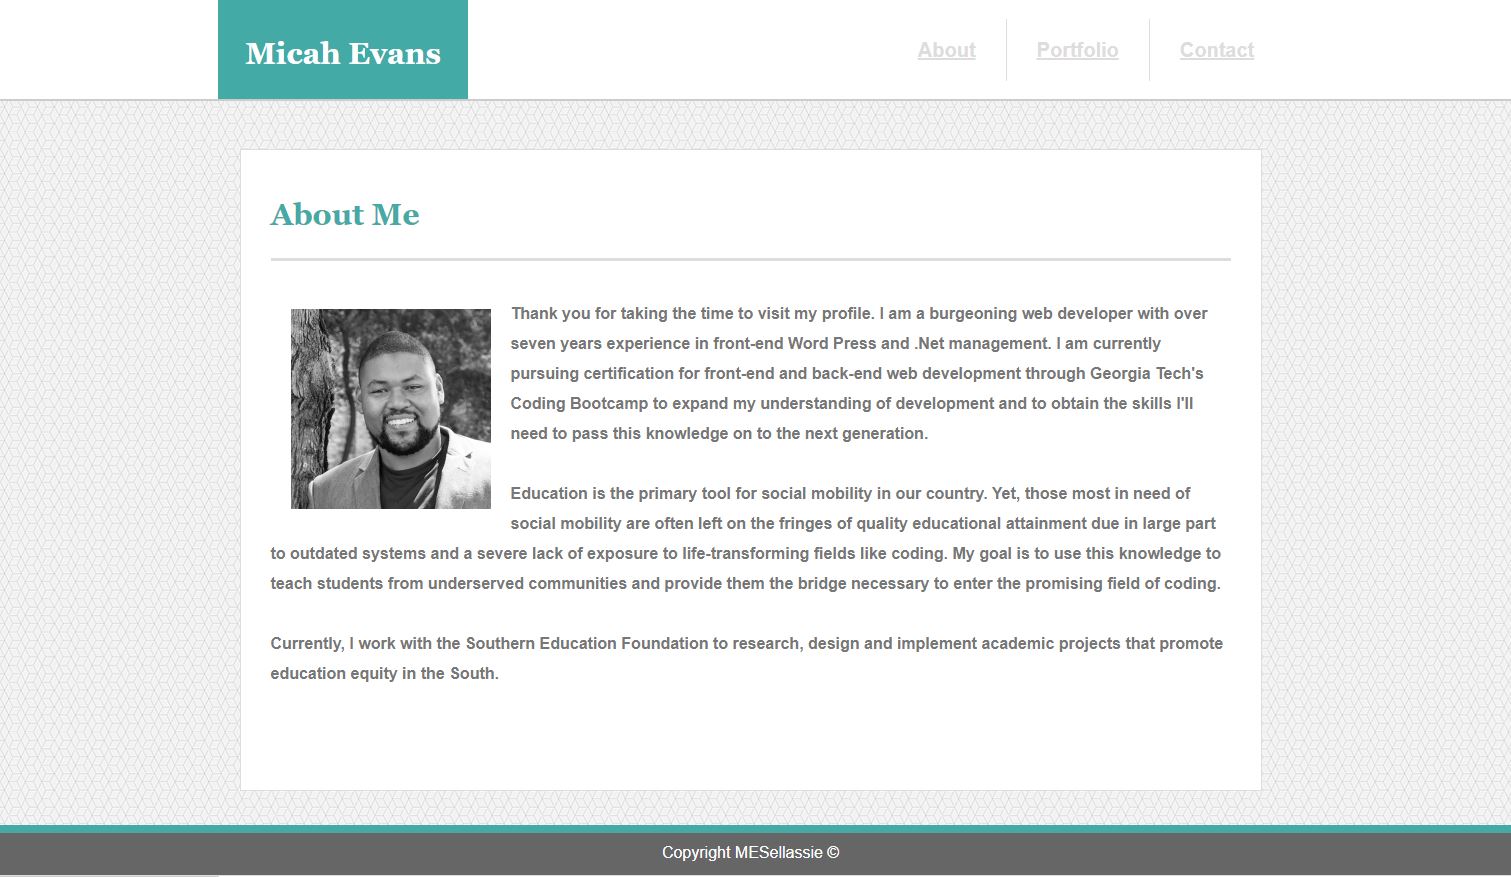 Micah Evans
About Portfolio Contact
About Me
Thank you for taking the time to visit my profile. I am a burgeoning web developer with over
seven years experience in front-end Word Press and .Net management. I am currently
pursuing certification for front-end and back-end web development through Georgia Tech's
Coding Bootcamp to expand my understanding of development and to obtain the skills I'll
need to pass this knowledge on to the next generation.
Education is the primary tool for social mobility in our country. Yet, those most in need of
social mobility are often left on the fringes of quality educational attainment due in large part
to outdated systems and a severe lack of exposure to life-transforming fields like coding. My goal is to use this knowledge to
teach students from underserved communities and provide them the bridge necessary to enter the promising field of coding.
Currently, I work with the Southern Education Foundation to research, design and implement academic projects that promote
education equity in the South.
Copyright MESellassie ©